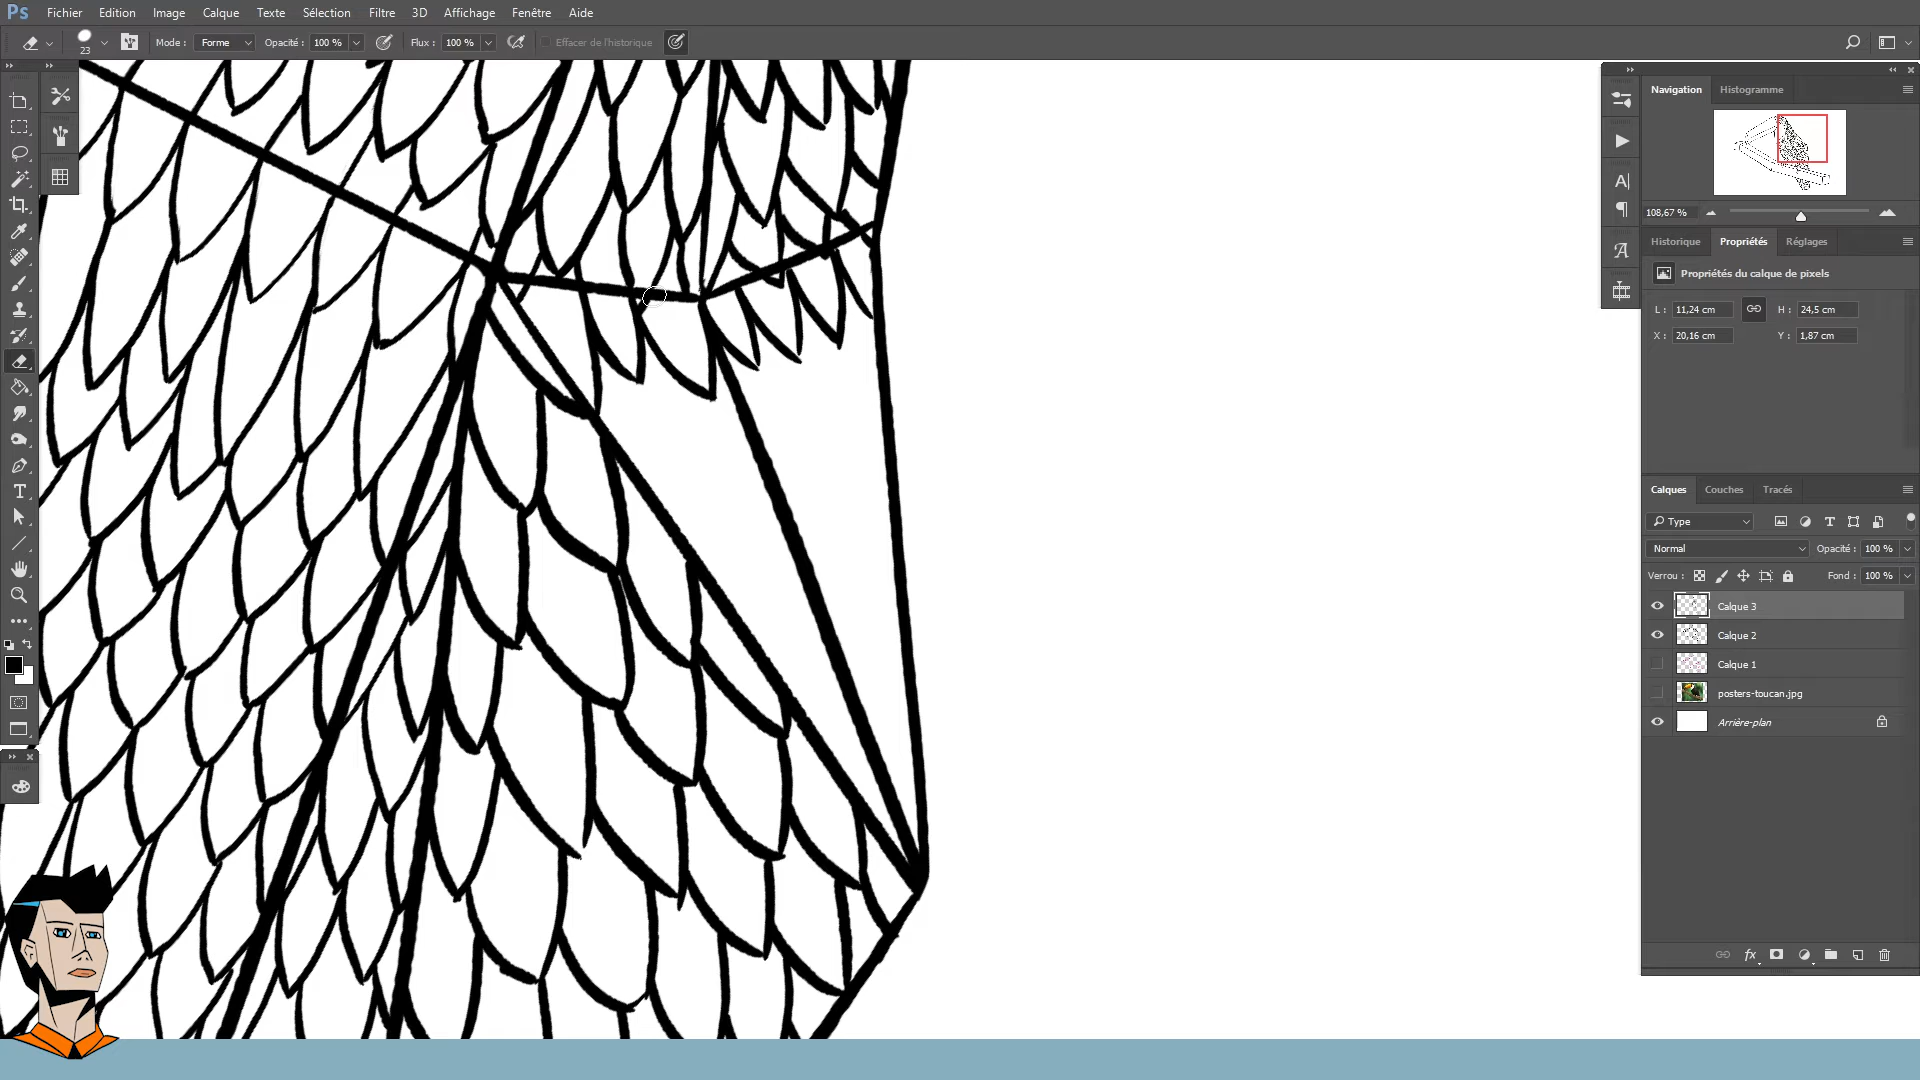 Ps Fichier Edition Image Calque Texte Sélection Filtre 3D Affichage Fenêtre Aide
23 Mode : Forme Opacité : 100 % Flux : 100 % Effacer de l'historique
Navigation Histogramme
108,67 %
Historique Propriétés Réglages
Propriétés du calque de pixels
L : 11,24 cm H : 24,5 cm
X : 20,16 cm Y : 1,87 cm
Calques Couches Tracés
Type
Normal Opacité : 100 %
Verrou : Fond : 100 %
Calque 3
Calque 2
Calque 1
posters-toucan.jpg
Arrière-plan
fx